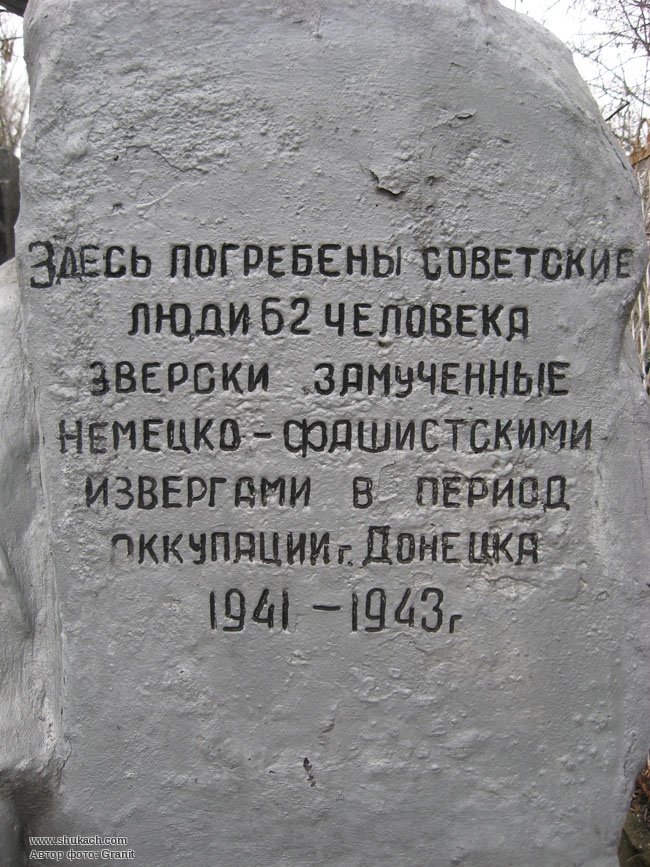 Здесь погребены советские
люди 62 человека
зверски замученные
немецко - фашистскими
извергами в период
оккупации г. Донецка
1941 - 1943 г
www.shukach.com
Автор фото: Granit